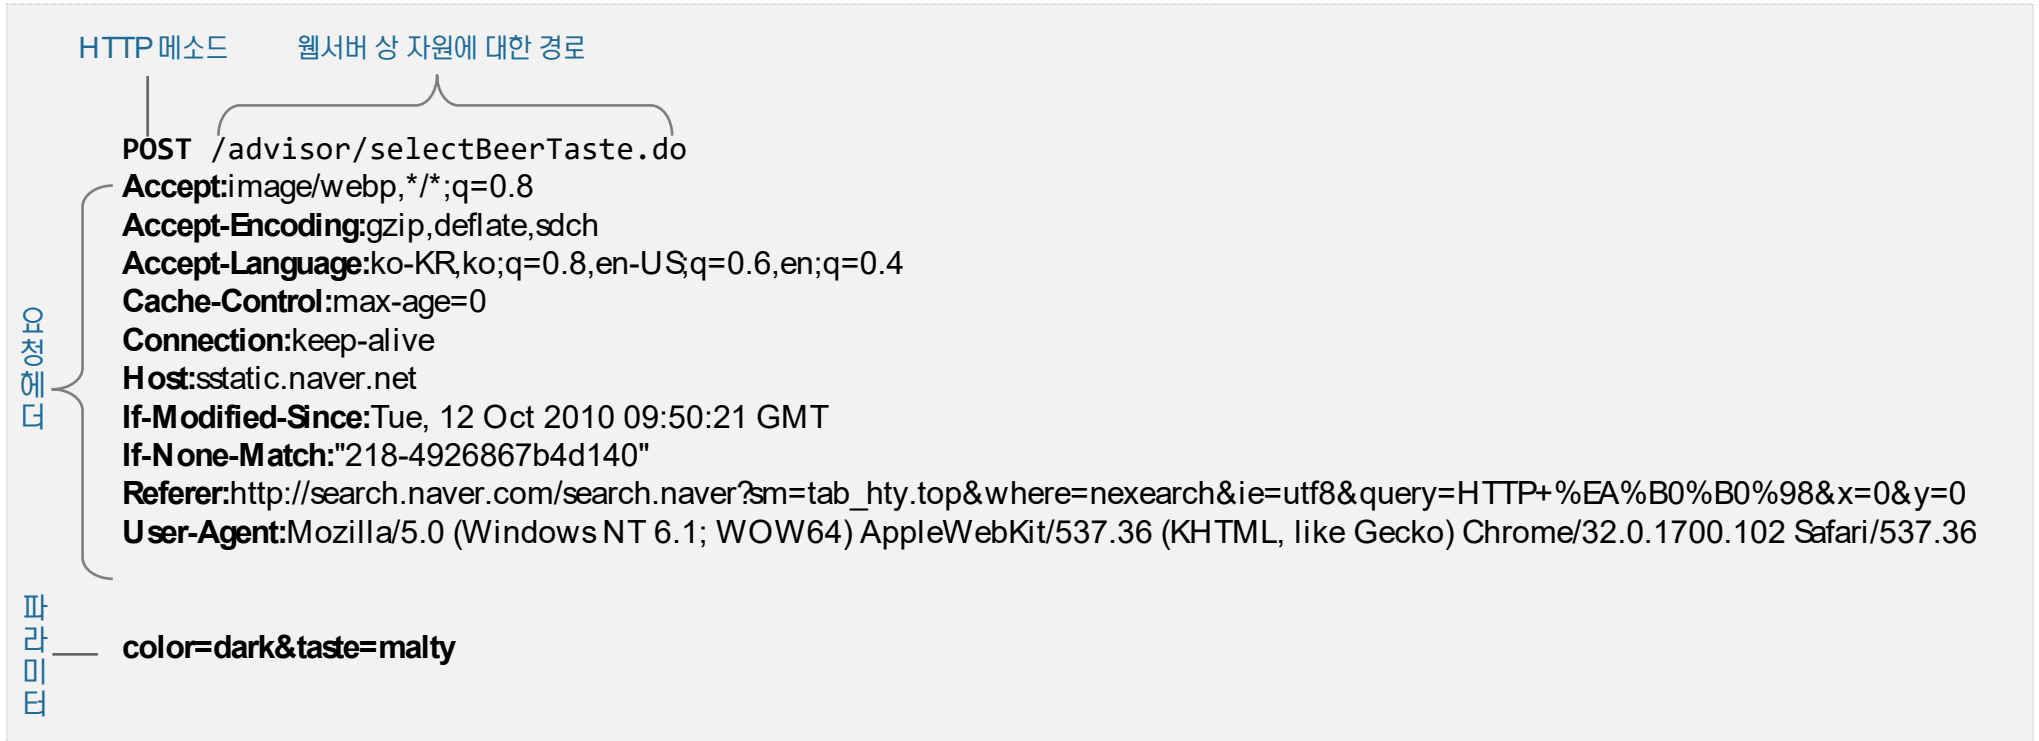 HTTP 메소드
웹서버 상 자원에 대한 경로
POST /advisor/selectBeerTaste.do
요청헤더
Accept:image/webp,*/*;q=0.8
Accept-Encoding:gzip,deflate,sdch
Accept-Language:ko-KR,ko;q=0.8,en-US;q=0.6,en;q=0.4
Cache-Control:max-age=0
Connection:keep-alive
Host:sstatic.naver.net
If-Modified-Since:Tue, 12 Oct 2010 09:50:21 GMT
If-None-Match:"218-4926867b4d140"
Referer:http://search.naver.com/search.naver?sm=tab_hty.top&where=nexearch&ie=utf8&query=HTTP+%EA%B0%B0%98&x=0&y=0
User-Agent:Mozilla/5.0 (Windows NT 6.1; WOW64) AppleWebKit/537.36 (KHTML, like Gecko) Chrome/32.0.1700.102 Safari/537.36
파라미터
color=dark&taste=malty